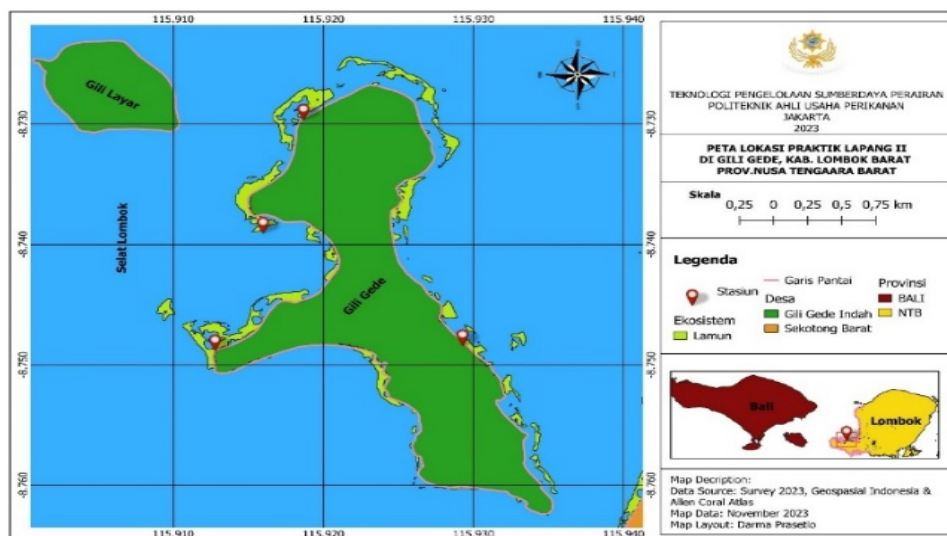 115.910 115.920 115.930 115.940
-8.730 -8.730
-8.740 -8.740
-8.750 -8.750
-8.760 -8.760
115.910 115.920 115.930 115.940
Gili Layar
Selat Lombok
Gili Gede
TEKNOLOGI PENGELOLAAN SUMBERDAYA PERAIRAN
POLITEKNIK AHLI USAHA PERIKANAN
JAKARTA
2023
PETA LOKASI PRAKTIK LAPANG II
DI GILI GEDE, KAB. LOMBOK BARAT
PROV.NUSA TENGAARA BARAT
Skala
0,25 0 0,25 0,5 0,75 km
Legenda
Stasiun
Ekosistem
Lamun
Garis Pantai
Desa
Gili Gede Indah
Sekotong Barat
Provinsi
BALI
NTB
Bali
Lombok
Map Decription:
Data Source: Survey 2023, Geospasial Indonesia &
Allen Coral Atlas
Map Data: November 2023
Map Layout: Darma Prasetio